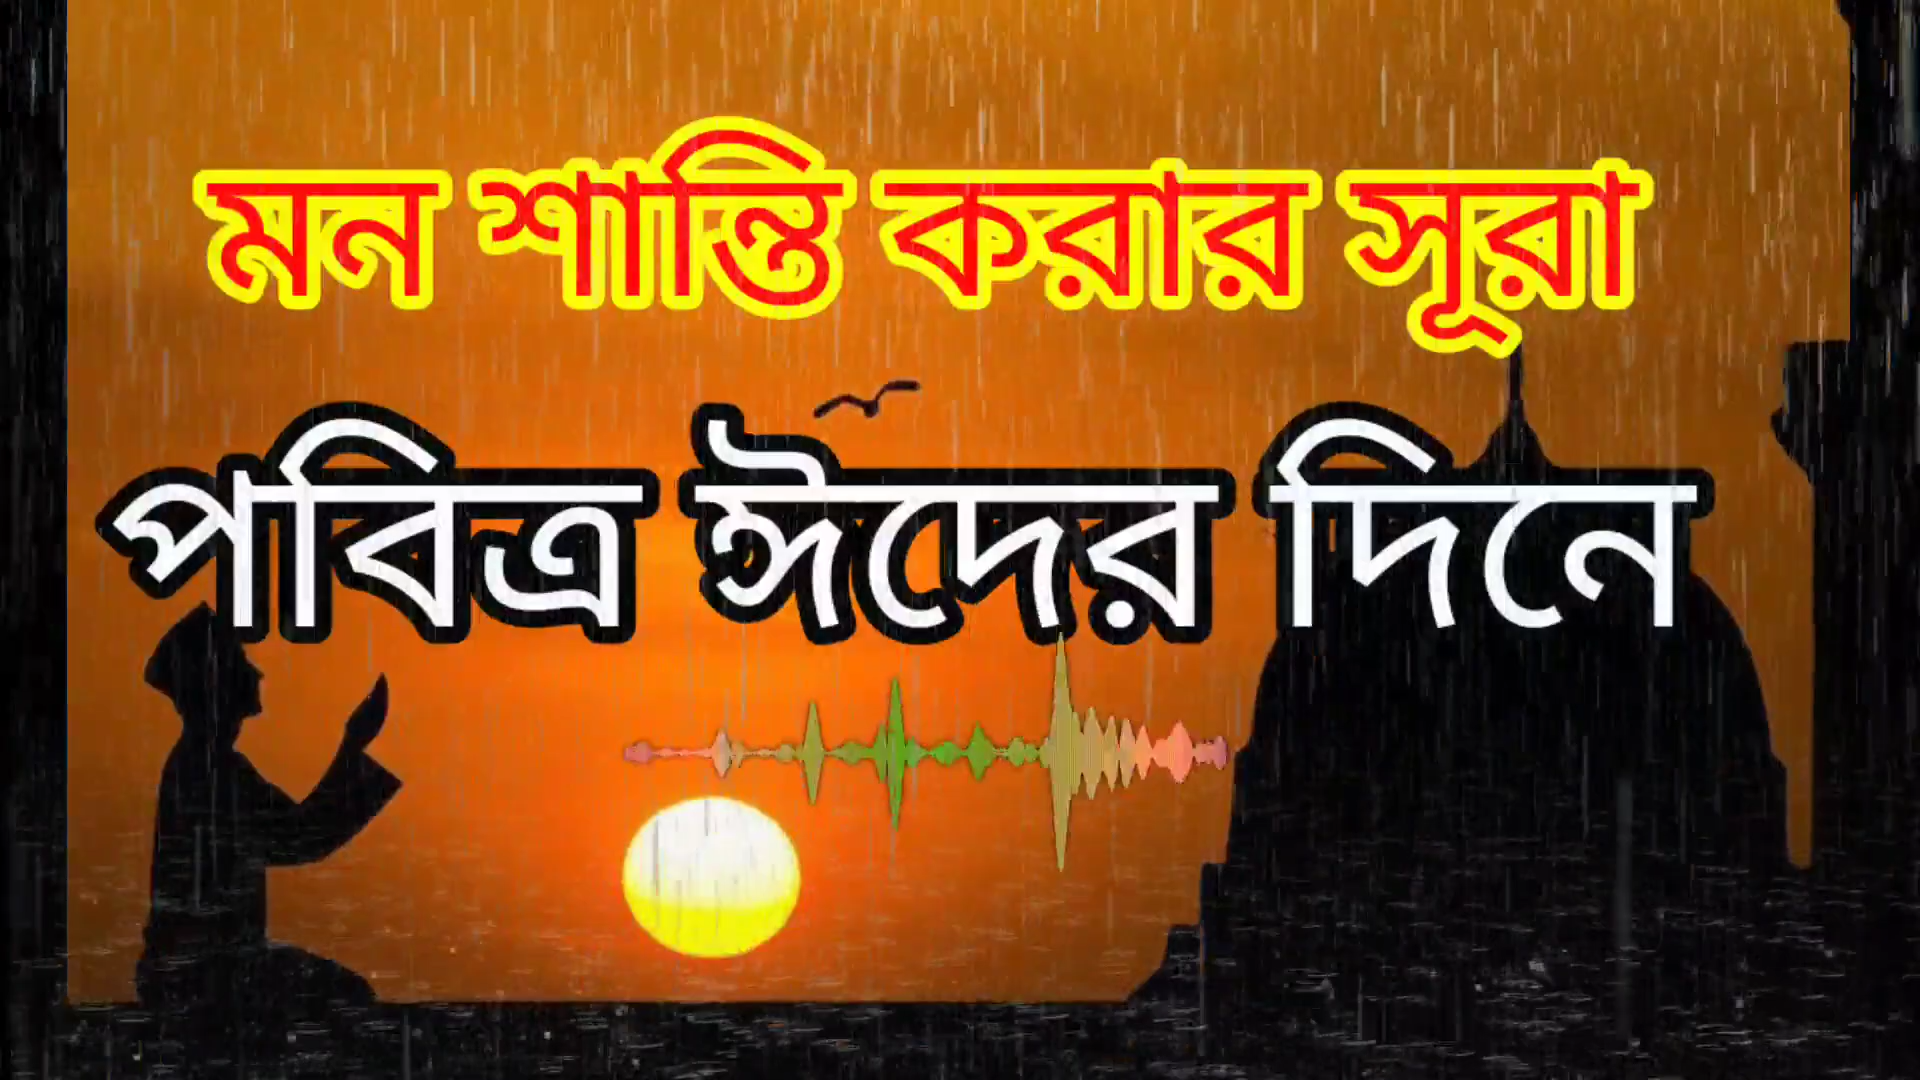 মন শান্তি করার সূরা
পবিত্র ঈদের দিনে